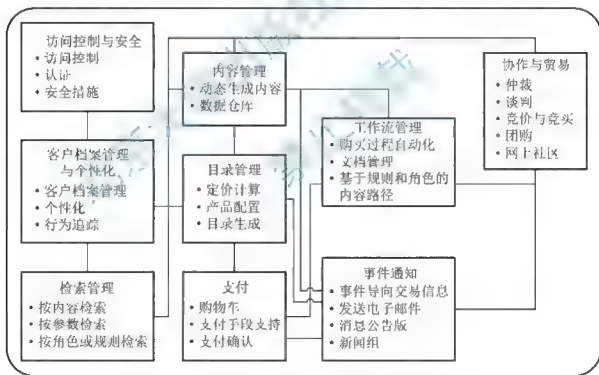 访问控制与安全
• 访问控制
• 认证
• 安全措施
客户档案管理
与个性化
• 客户档案管理
• 个性化
• 行为追踪
检索管理
• 按内容检索
• 按参数检索
• 按角色或规则检索
内容管理
• 动态生成内容
• 数据仓库
目录管理
• 定价计算
• 产品配置
• 目录生成
支付
• 购物车
• 支付手段支持
• 支付确认
工作流管理
• 购买过程自动化
• 文档管理
• 基于规则和角色的
内容路径
事件通知
• 事件导向交易信息
• 发送电子邮件
• 消息公告版
• 新闻组
协作与贸易
• 仲裁
• 谈判
• 竞价与竞买
• 团购
• 网上社区